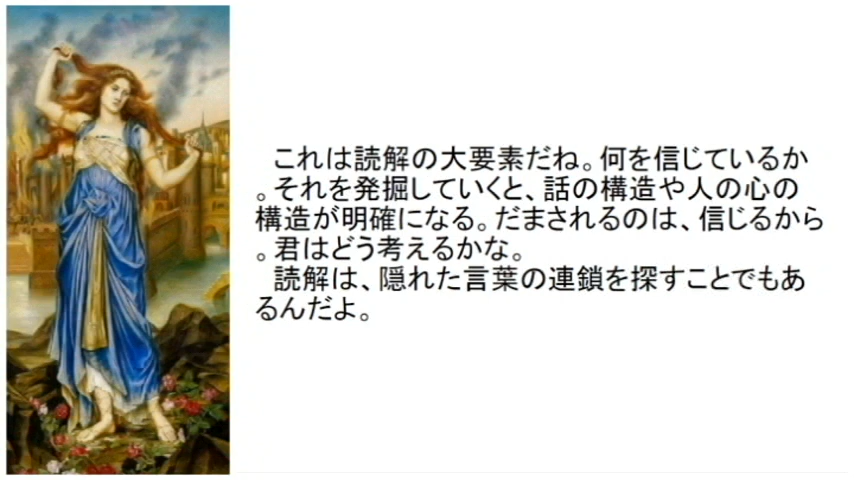 これは読解の大要素だね。何を信じているか
。それを発掘していくと、話の構造や人の心の
構造が明確になる。だまされるのは、信じるから
。君はどう考えるかな。
読解は、隠れた言葉の連鎖を探すことでもあ
るんだよ。